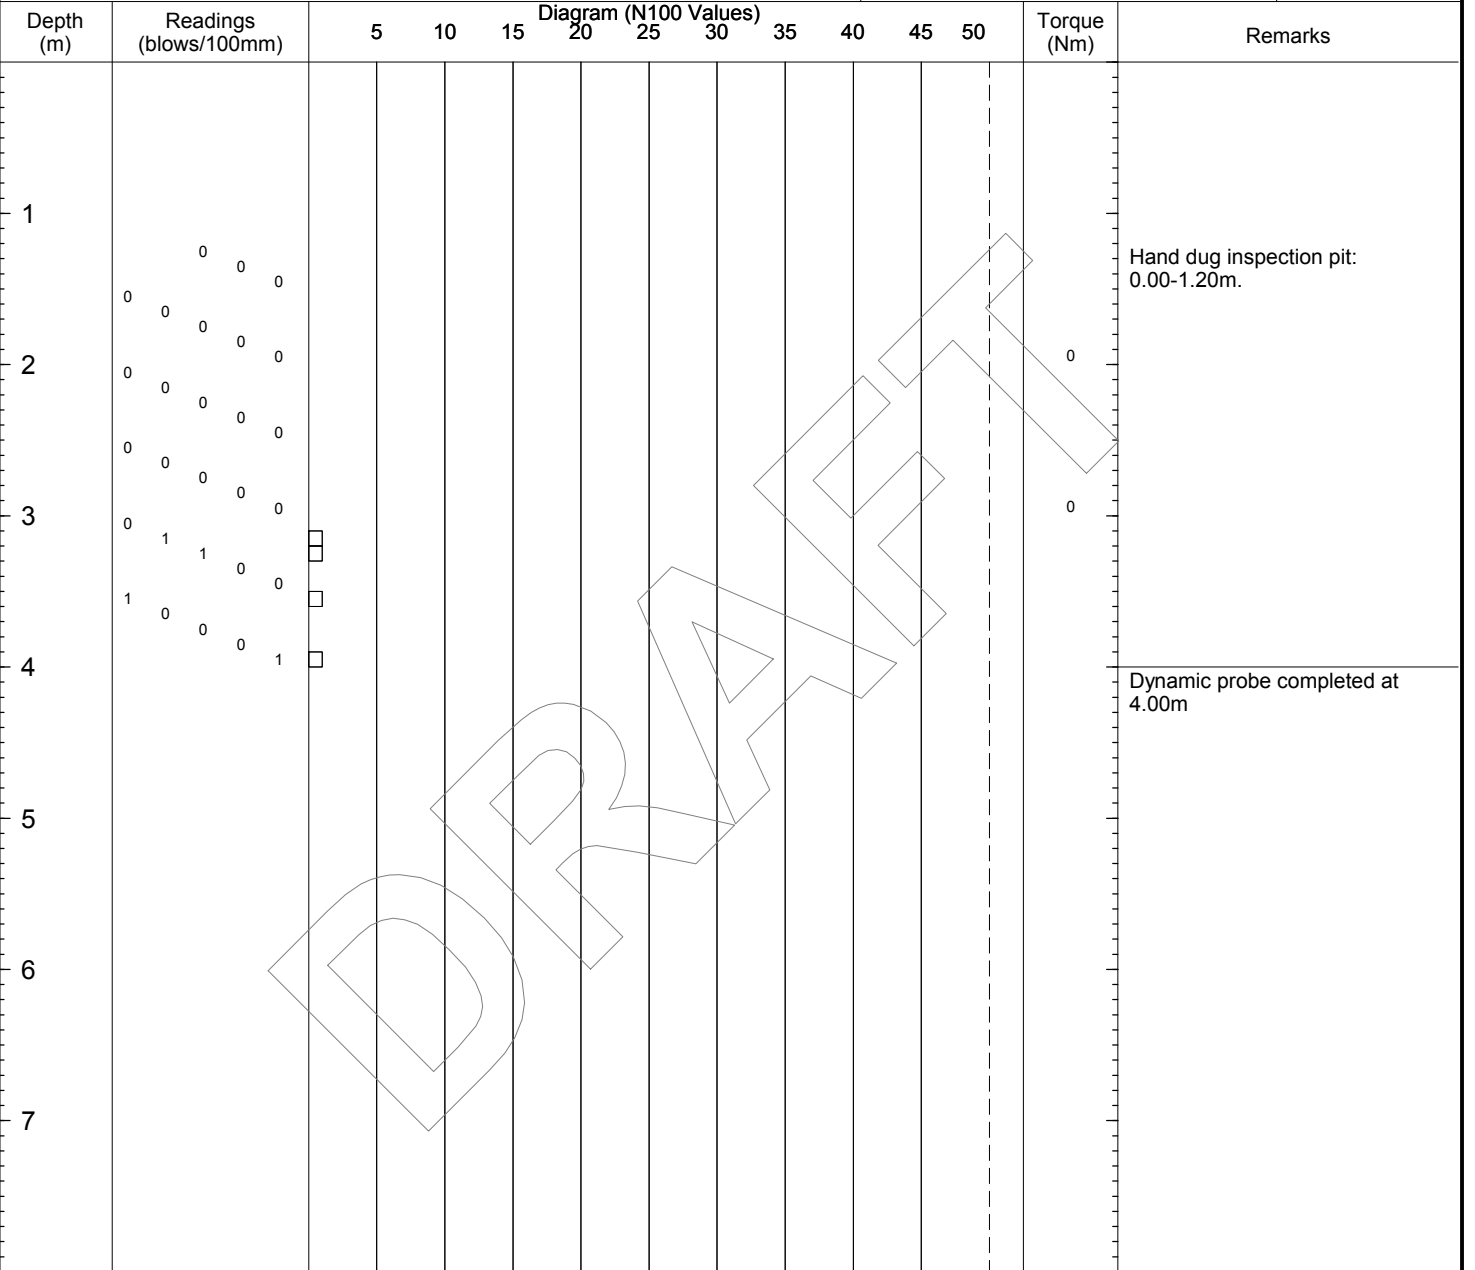 Depth
(m)
Readings
(blows/100mm)
Diagram (N100 Values)
5 10 15 20 25 30 35 40 45 50
Torque
(Nm)
Remarks
1
0
Hand dug inspection pit:
0
0.00-1.20m.
0
0
0
0
0
0 0
2
0
0
0
0
0
0
0
0
0
0 0
3
0
1
1
0
0
1
0
0
0
1
4
Dynamic probe completed at
4.00m
5
6
7
DRAFT